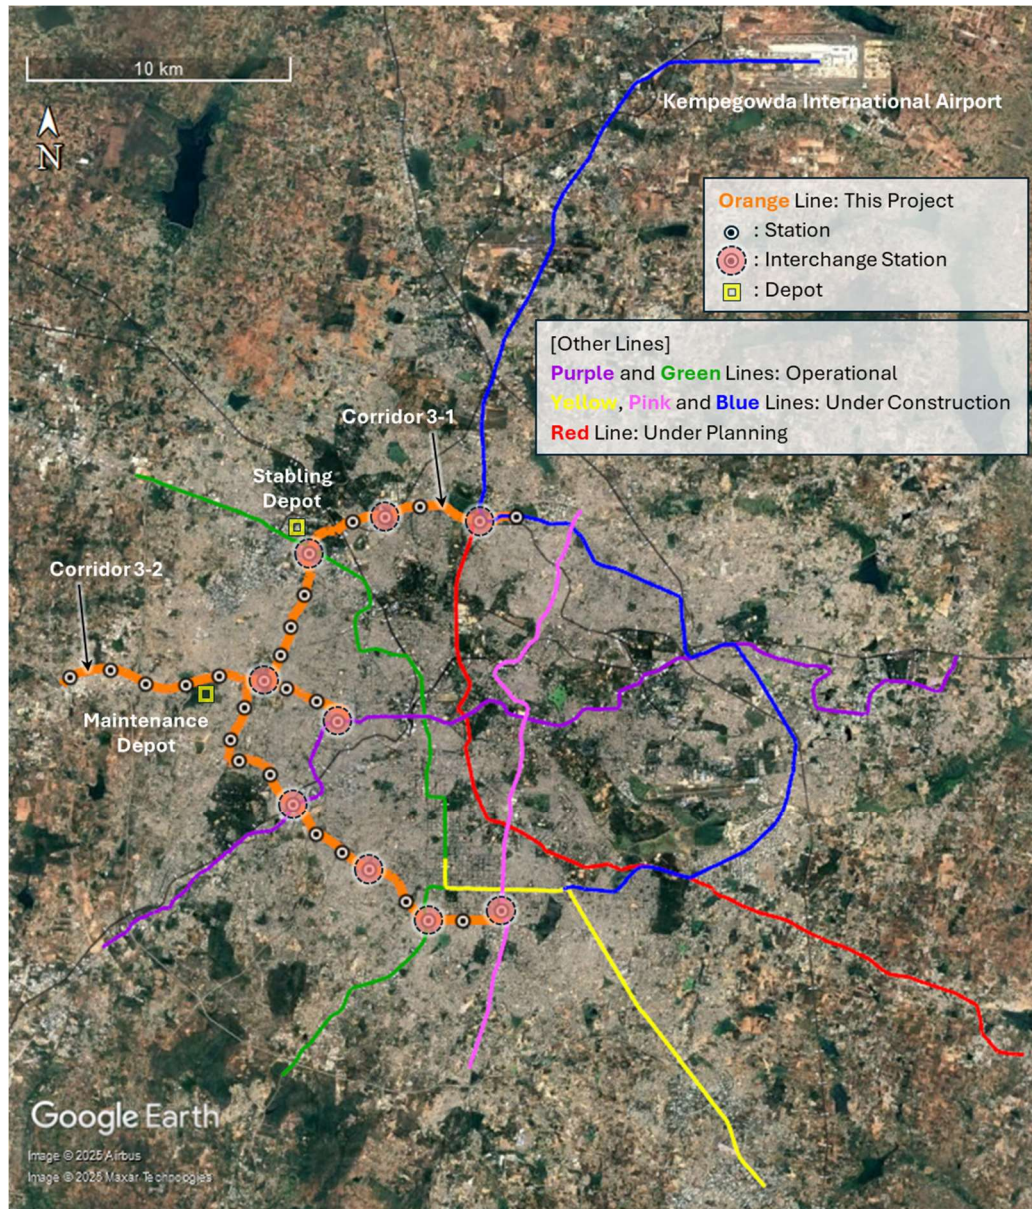 10 km
N
Kempegowda International Airport
Orange Line: This Project
: Station
: Interchange Station
: Depot
[Other Lines]
Purple and Green Lines: Operational
Yellow, Pink and Blue Lines: Under Construction
Red Line: Under Planning
Corridor 3-1
Stabling
Depot
Corridor 3-2
Maintenance
Depot
Google Earth
Image © 2025 Airbus
Image © 2025 Maxar Technologies